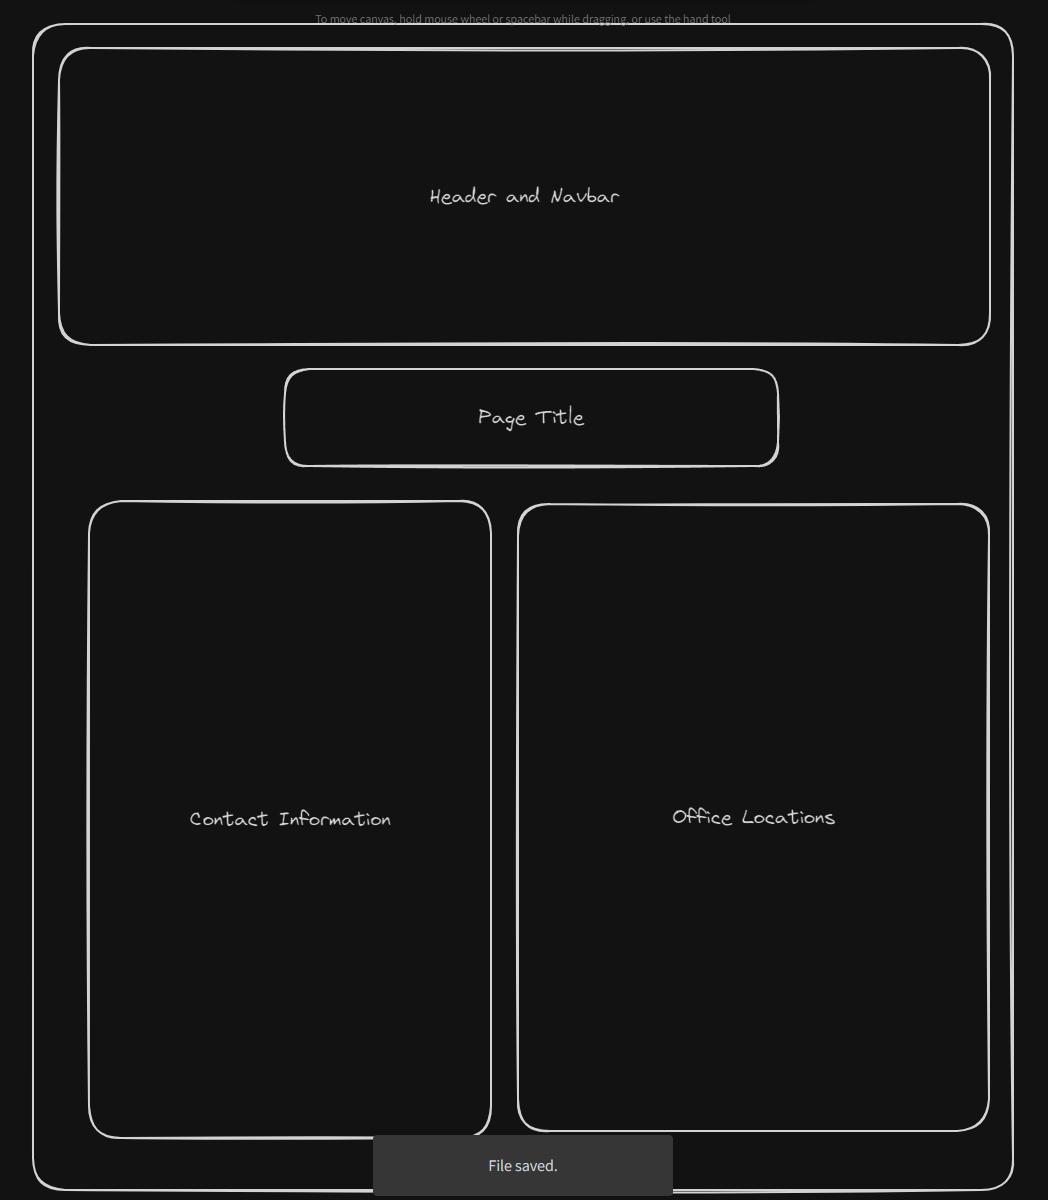 To move canvas, hold mouse wheel or spacebar while dragging, or use the hand tool
Header and Navbar
Page Title
Contact Information
Office Locations
File saved.